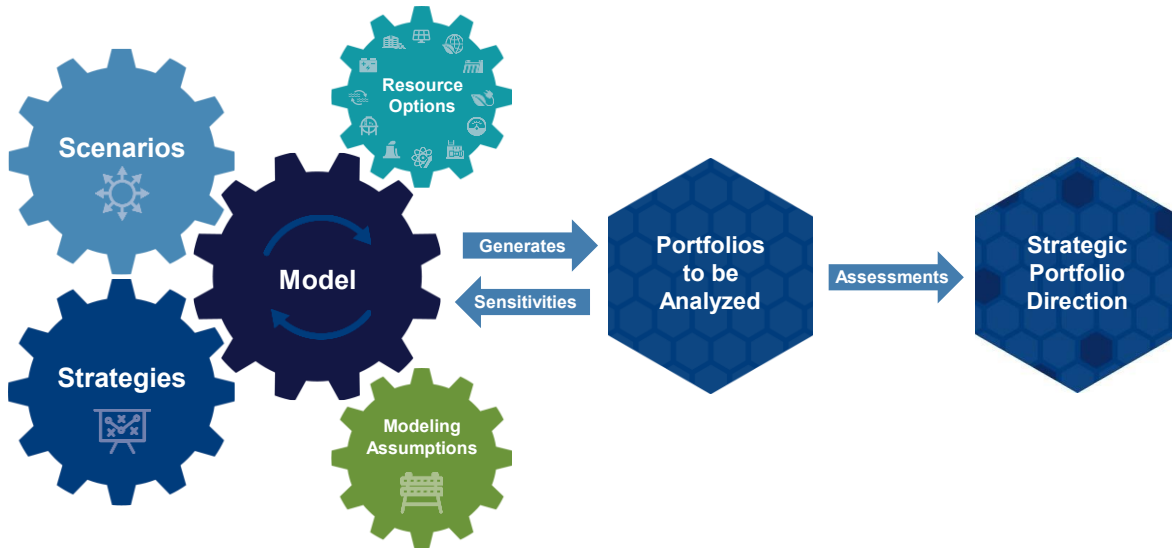 Scenarios
Resource
Options
Model
Strategies
Modeling
Assumptions
Generates
Sensitivities
Portfolios
to be
Analyzed
Assessments
Strategic
Portfolio
Direction